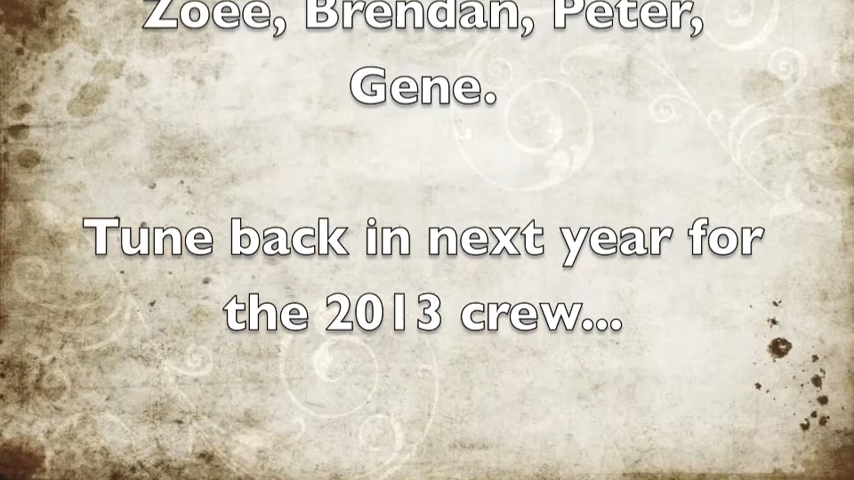 Zoee, Brendan, Peter,
Gene.
Tune back in next year for
the 2013 crew...